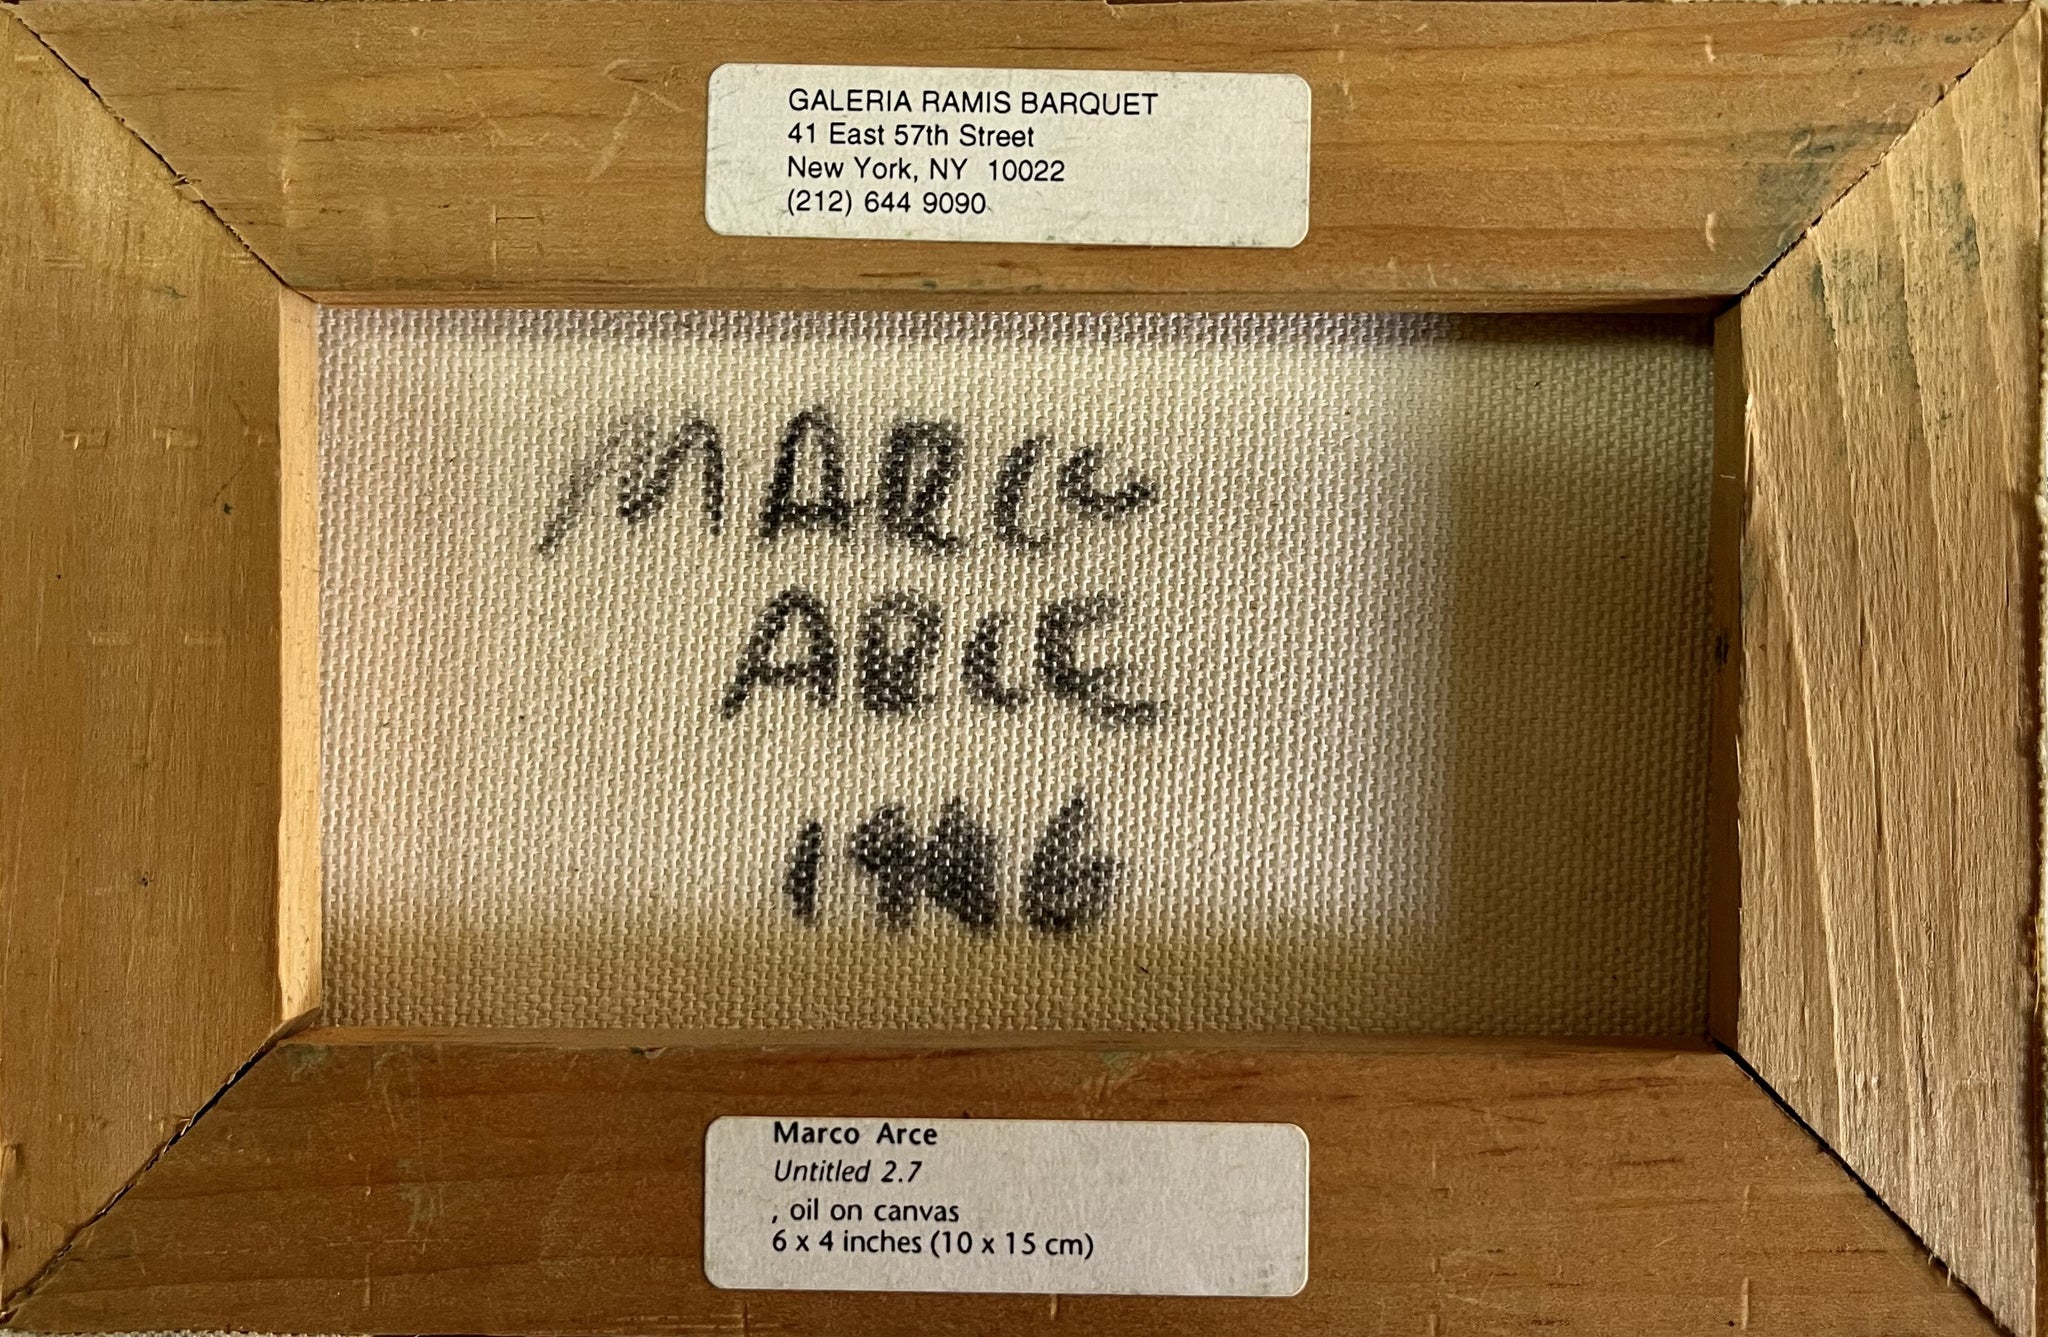 GALERIA RAMIS BARQUET
41 East 57th Street
New York, NY 10022
(212) 644 9090
MARCO
ARCE
1996
Marco Arce
Untitled 2.7
, oil on canvas
6 x 4 inches (10 x 15 cm)